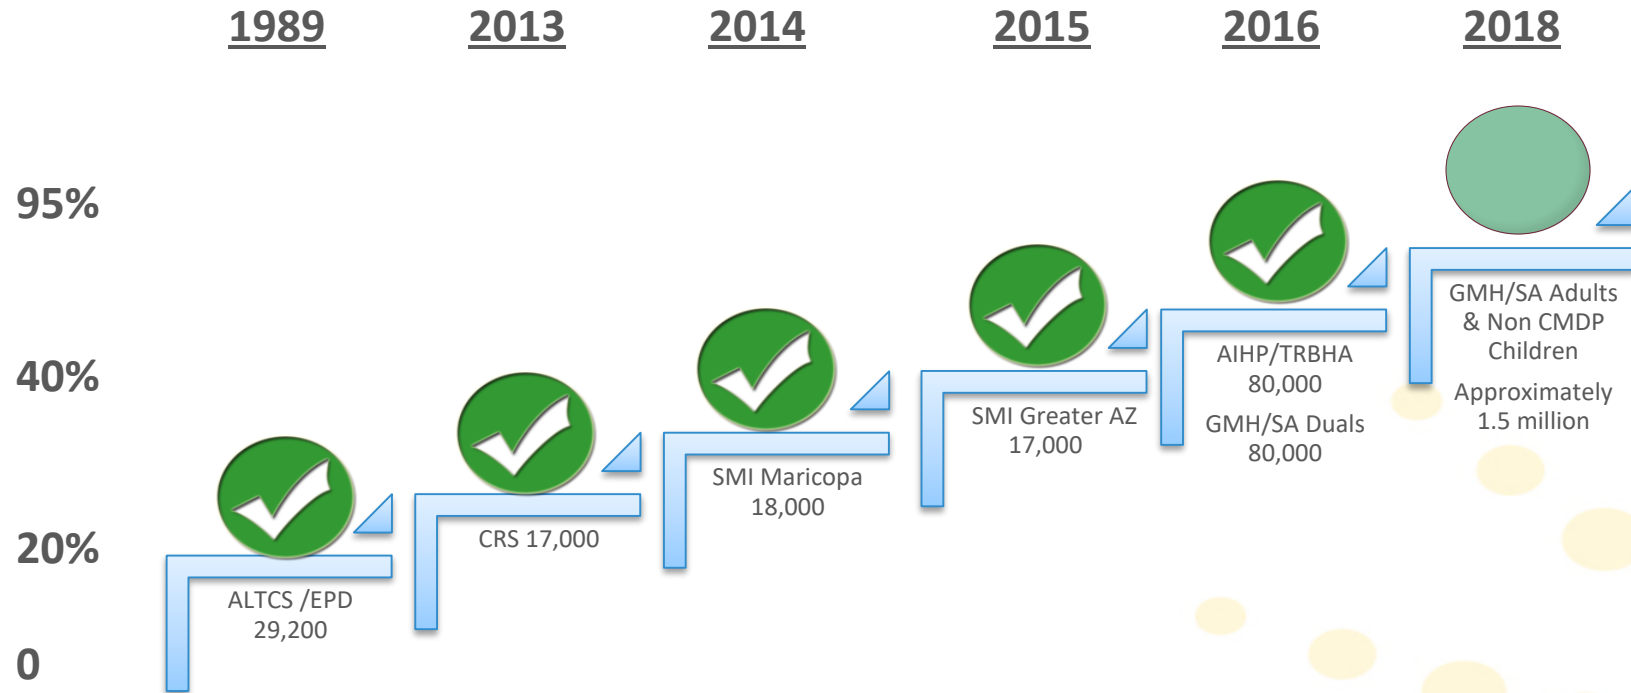 1989
2013
2014
2015
2016
2018
95%
40%
20%
0
ALTCS /EPD
29,200
CRS 17,000
SMI Maricopa
18,000
SMI Greater AZ
17,000
AIHP/TRBHA
80,000
GMH/SA Duals
80,000
GMH/SA Adults
& Non CMDP
Children
Approximately
1.5 million